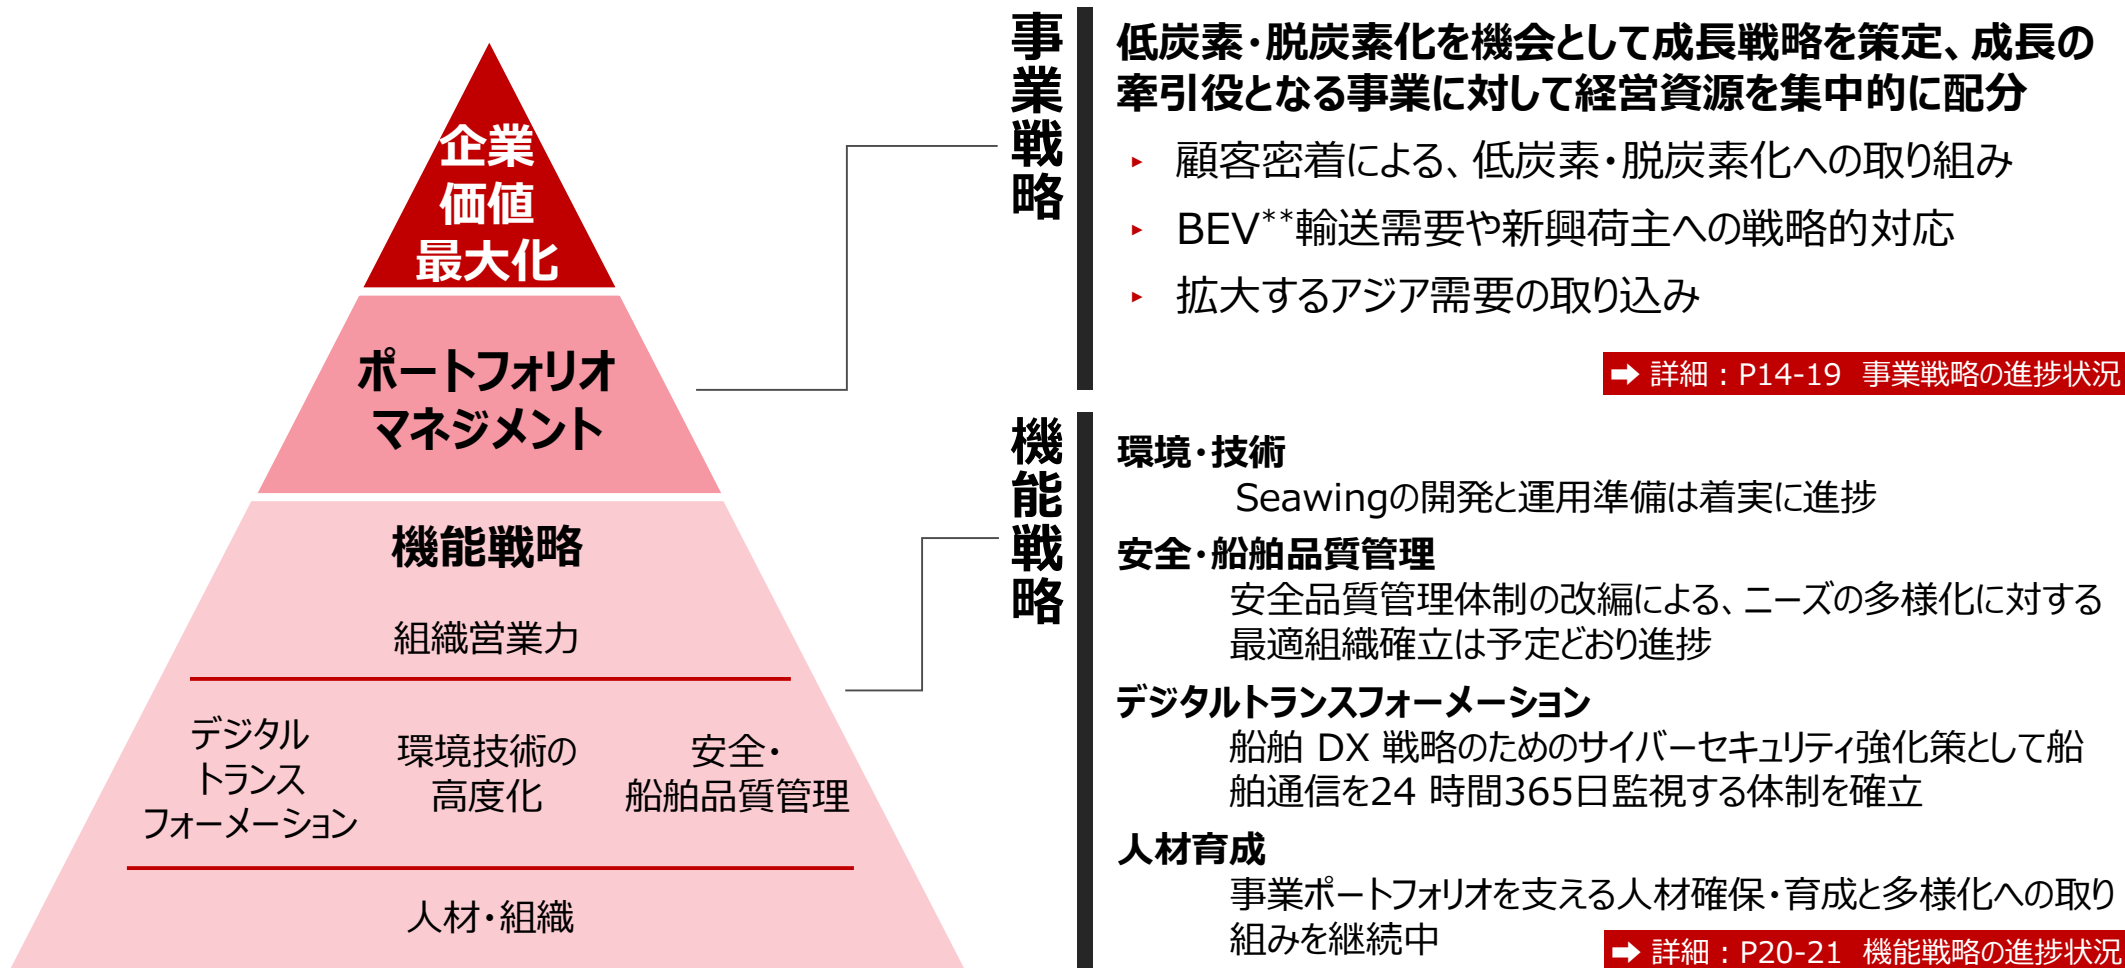 企業
価値
最大化
ポートフォリオ
マネジメント
機能戦略
組織営業力
デジタル
トランス
フォーメーション
環境技術の
高度化
安全・
船舶品質管理
人材・組織
事業戦略
低炭素・脱炭素化を機会として成長戦略を策定、成長の
牽引役となる事業に対して経営資源を集中的に配分
▸ 顧客密着による、低炭素・脱炭素化への取り組み
▸ BEV**輸送需要や新興荷主への戦略的対応
▸ 拡大するアジア需要の取り込み
➡ 詳細：P14-19 事業戦略の進捗状況
機能戦略
環境・技術
Seawingの開発と運用準備は着実に進捗
安全・船舶品質管理
安全品質管理体制の改編による、ニーズの多様化に対する
最適組織確立は予定どおり進捗
デジタルトランスフォーメーション
船舶 DX 戦略のためのサイバーセキュリティ強化策として船
舶通信を24 時間365日監視する体制を確立
人材育成
事業ポートフォリオを支える人材確保・育成と多様化への取り
組みを継続中
➡ 詳細：P20-21 機能戦略の進捗状況